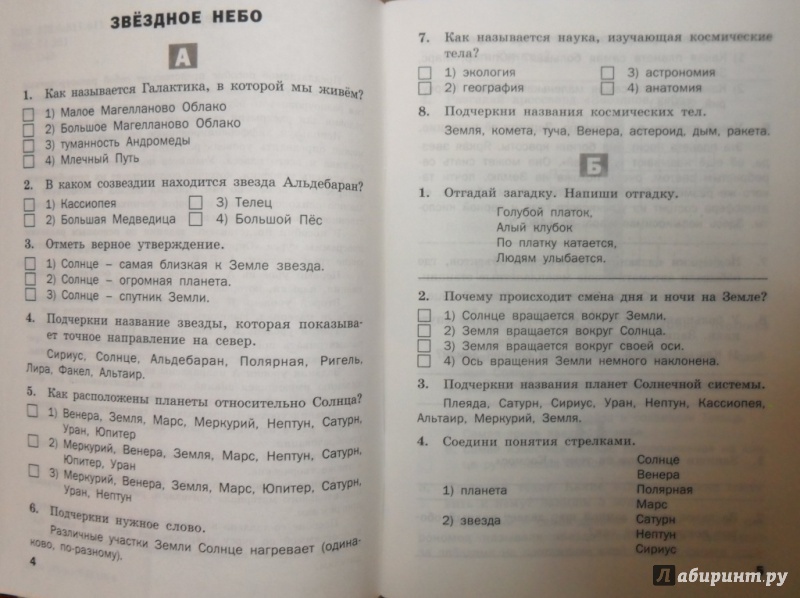 ЗВЁЗДНОЕ НЕБО
А
1. Как называется Галактика, в которой мы живём?
1) Малое Магелланово Облако
2) Большое Магелланово Облако
3) туманность Андромеды
4) Млечный Путь
2. В каком созвездии находится звезда Альдебаран?
1) Кассиопея 3) Телец
2) Большая Медведица 4) Большой Пёс
3. Отметь верное утверждение.
1) Солнце – самая близкая к Земле звезда.
2) Солнце – огромная планета.
3) Солнце – спутник Земли.
4. Подчеркни название звезды, которая показыва-
ет точное направление на север.
Сириус, Солнце, Альдебаран, Полярная, Ригель,
Лира, Факел, Альтаир.
5. Как расположены планеты относительно Солнца?
1) Венера, Земля, Марс, Меркурий, Нептун, Сатурн,
Уран, Юпитер
2) Меркурий, Венера, Земля, Марс, Нептун, Сатурн,
Юпитер, Уран
3) Меркурий, Венера, Земля, Марс, Юпитер, Сатурн,
Уран, Нептун
6. Подчеркни нужное слово.
Различные участки Земли Солнце нагревает (одина-
ково, по-разному).
4
7. Как называется наука, изучающая космические
тела?
1) экология 3) астрономия
2) география 4) анатомия
8. Подчеркни названия космических тел.
Земля, комета, туча, Венера, астероид, дым, ракета.
Б
1. Отгадай загадку. Напиши отгадку.
Голубой платок,
Алый клубок
По платку катается,
Людям улыбается.
2. Почему происходит смена дня и ночи на Земле?
1) Солнце вращается вокруг Земли.
2) Земля вращается вокруг Солнца.
3) Земля вращается вокруг своей оси.
4) Ось вращения Земли немного наклонена.
3. Подчеркни названия планет Солнечной системы.
Плеяда, Сатурн, Сириус, Уран, Нептун, Кассиопея,
Альтаир, Меркурий, Земля.
4. Соедини понятия стрелками.
Солнце
Венера
1) планета Полярная
Марс
2) звезда Сатурн
Нептун
Сириус
5
Лабиринт.ру